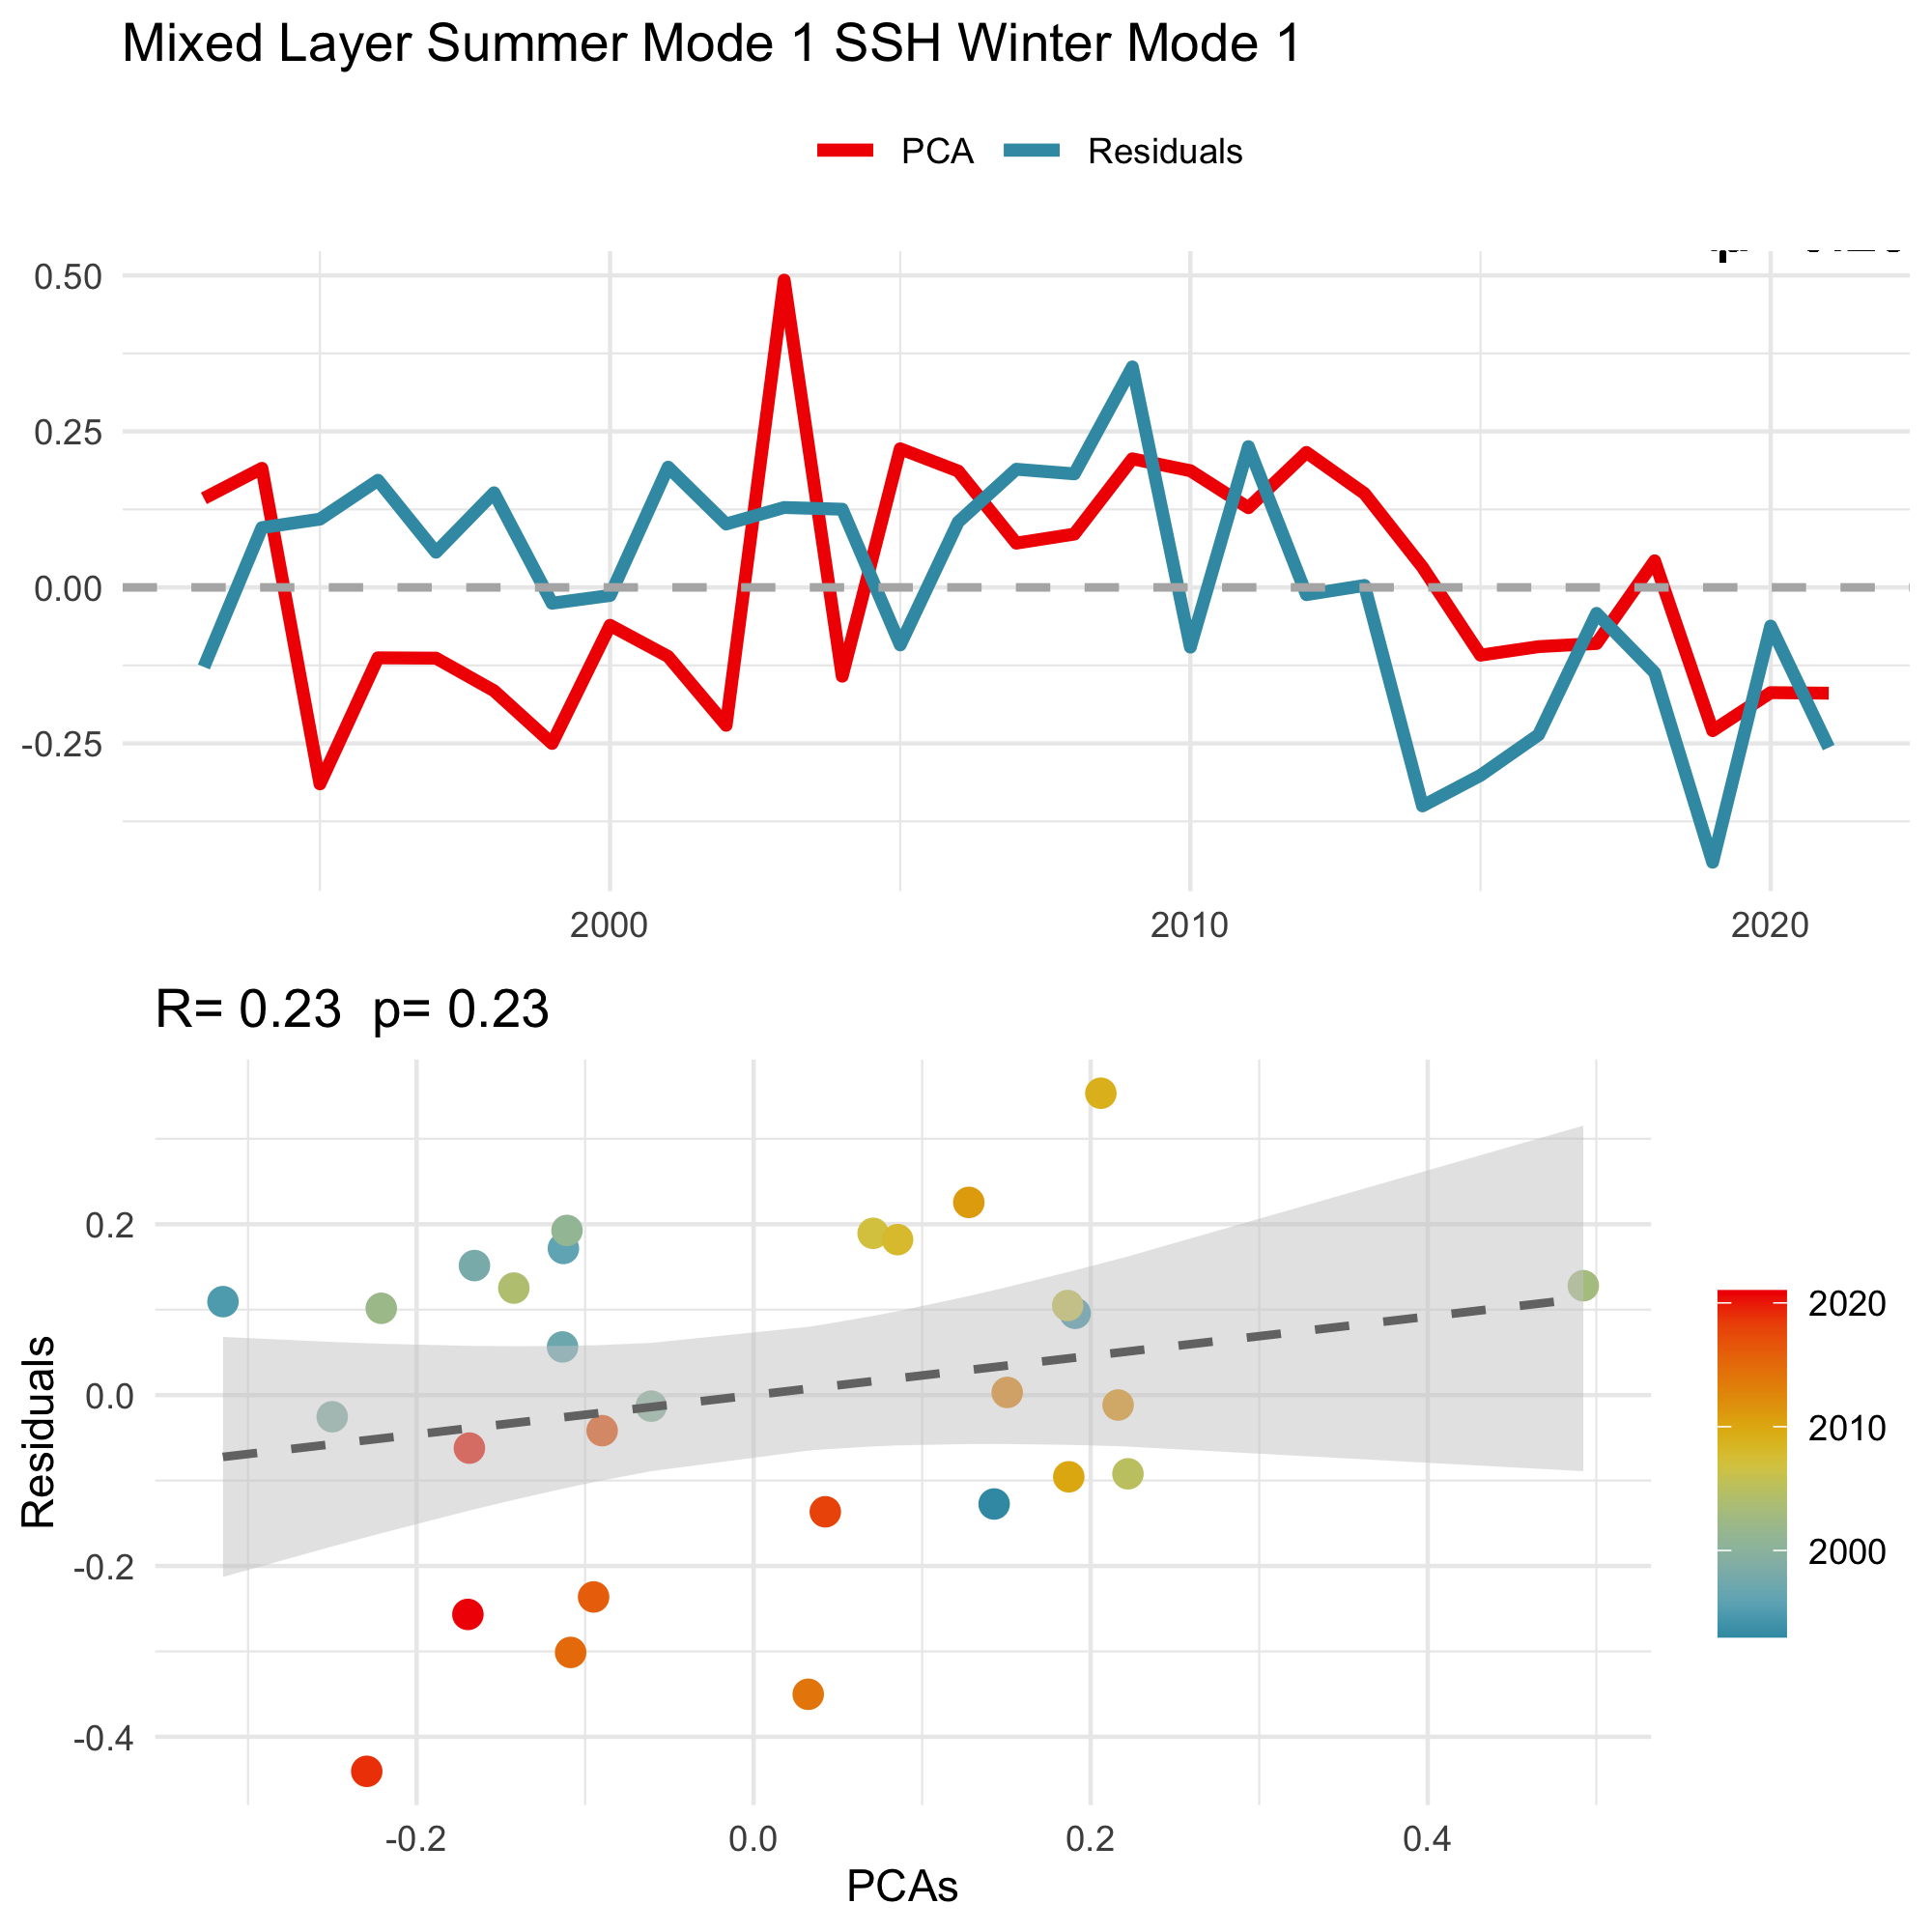 Mixed Layer Summer Mode 1 SSH Winter Mode 1
PCA Residuals
0.50
0.25
0.00
-0.25
2000 2010 2020
R= 0.23 p= 0.23
Residuals
0.2
0.0
-0.2
-0.4
-0.2 0.0 0.2 0.4
PCAs
2020
2010
2000